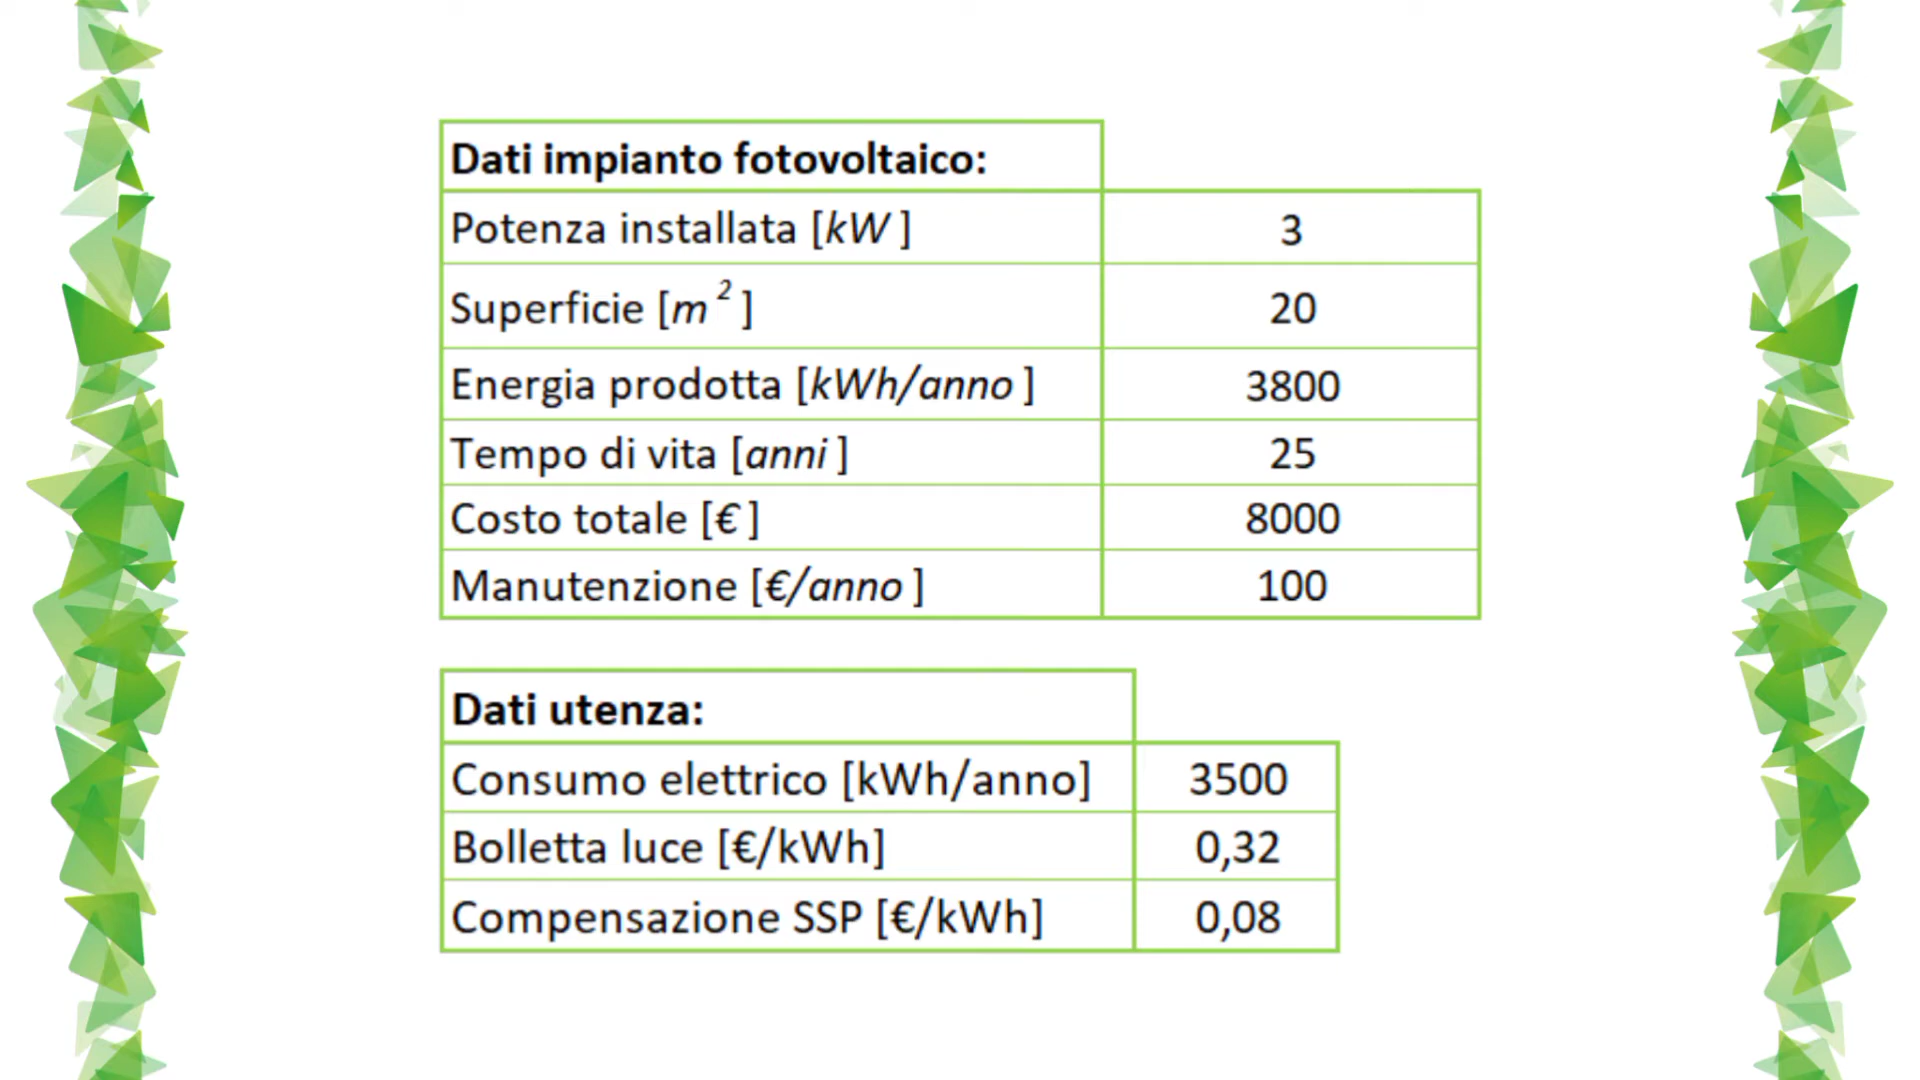 Dati impianto fotovoltaico:
Potenza installata [kW ] 3
Superficie [m ² ] 20
Energia prodotta [kWh/anno ] 3800
Tempo di vita [anni ] 25
Costo totale [€ ] 8000
Manutenzione [€/anno ] 100
Dati utenza:
Consumo elettrico [kWh/anno] 3500
Bolletta luce [€/kWh] 0,32
Compensazione SSP [€/kWh] 0,08